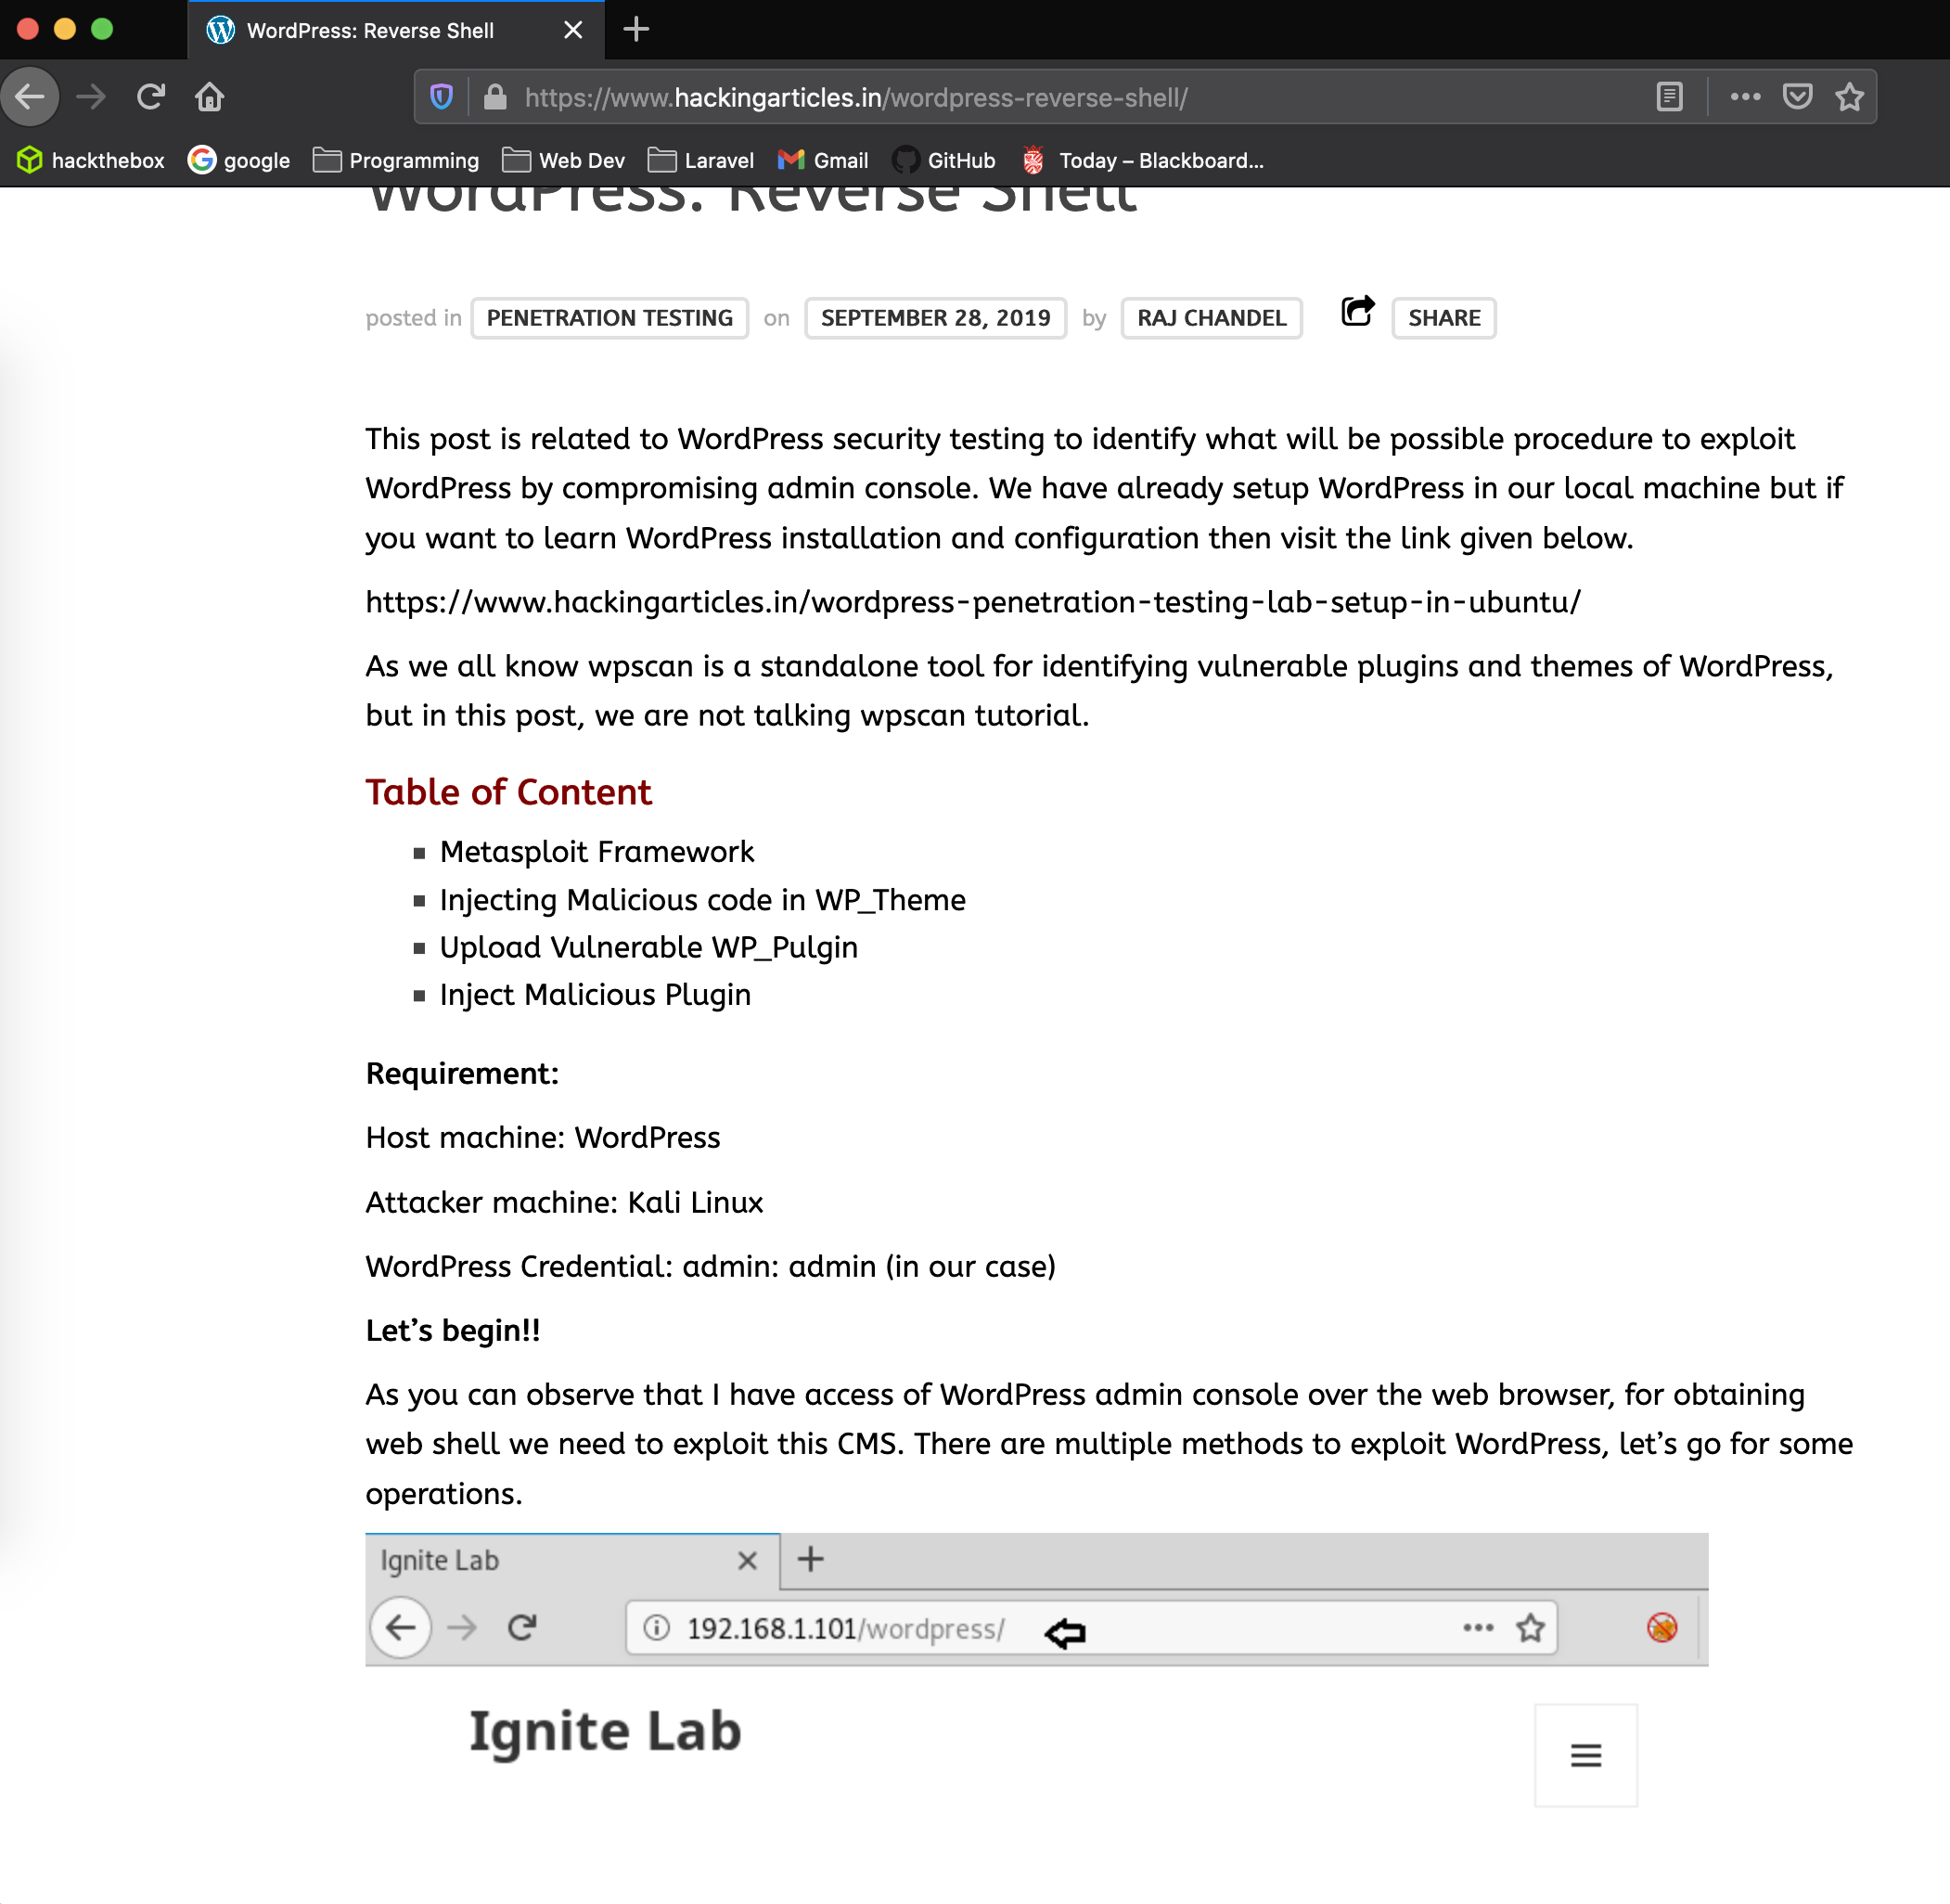 WordPress: Reverse Shell
https://www.hackingarticles.in/wordpress-reverse-shell/
hackthebox google Programming Web Dev Laravel Gmail GitHub Today – Blackboard...
WordPress: Reverse Shell
posted in PENETRATION TESTING on SEPTEMBER 28, 2019 by RAJ CHANDEL SHARE
This post is related to WordPress security testing to identify what will be possible procedure to exploit
WordPress by compromising admin console. We have already setup WordPress in our local machine but if
you want to learn WordPress installation and configuration then visit the link given below.
https://www.hackingarticles.in/wordpress-penetration-testing-lab-setup-in-ubuntu/
As we all know wpscan is a standalone tool for identifying vulnerable plugins and themes of WordPress,
but in this post, we are not talking wpscan tutorial.
Table of Content
Metasploit Framework
Injecting Malicious code in WP_Theme
Upload Vulnerable WP_Pulgin
Inject Malicious Plugin
Requirement:
Host machine: WordPress
Attacker machine: Kali Linux
WordPress Credential: admin: admin (in our case)
Let’s begin!!
As you can observe that I have access of WordPress admin console over the web browser, for obtaining
web shell we need to exploit this CMS. There are multiple methods to exploit WordPress, let’s go for some
operations.
Ignite Lab
192.168.1.101/wordpress/
Ignite Lab